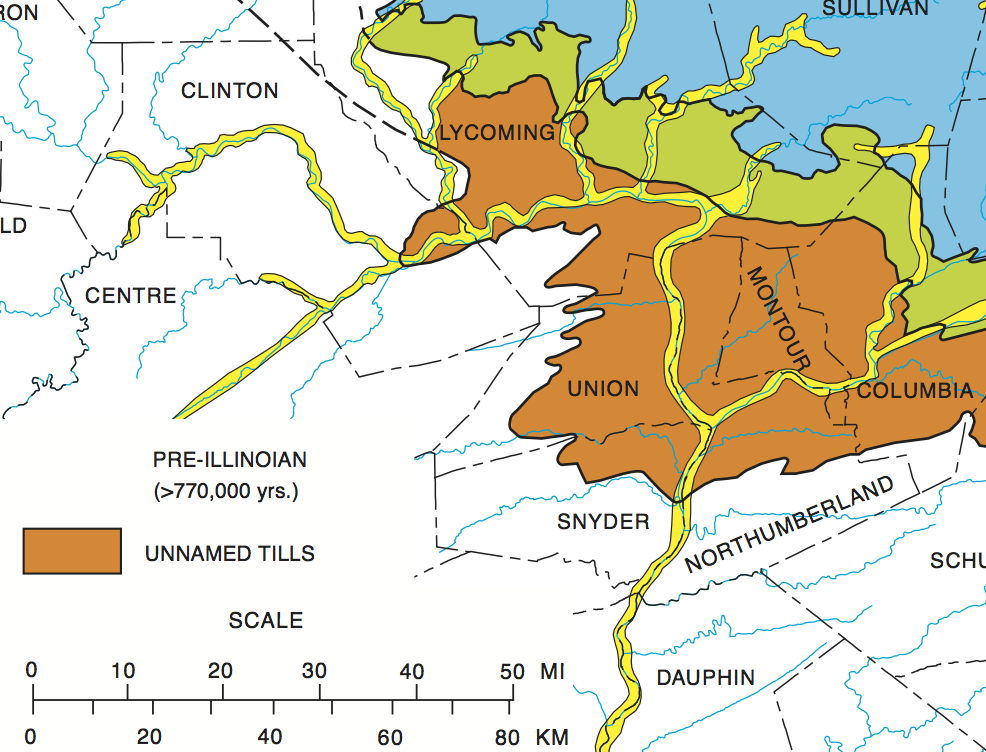 RON
SULLIVAN
CLINTON
LYCOMING
LD
CENTRE
MONTOUR
UNION
COLUMBIA
PRE-ILLINOIAN
(>770,000 yrs.)
UNNAMED TILLS
SNYDER
NORTHUMBERLAND
SCHU
SCALE
DAUPHIN
0 10 20 30 40 50 MI
0 20 40 60 80 KM